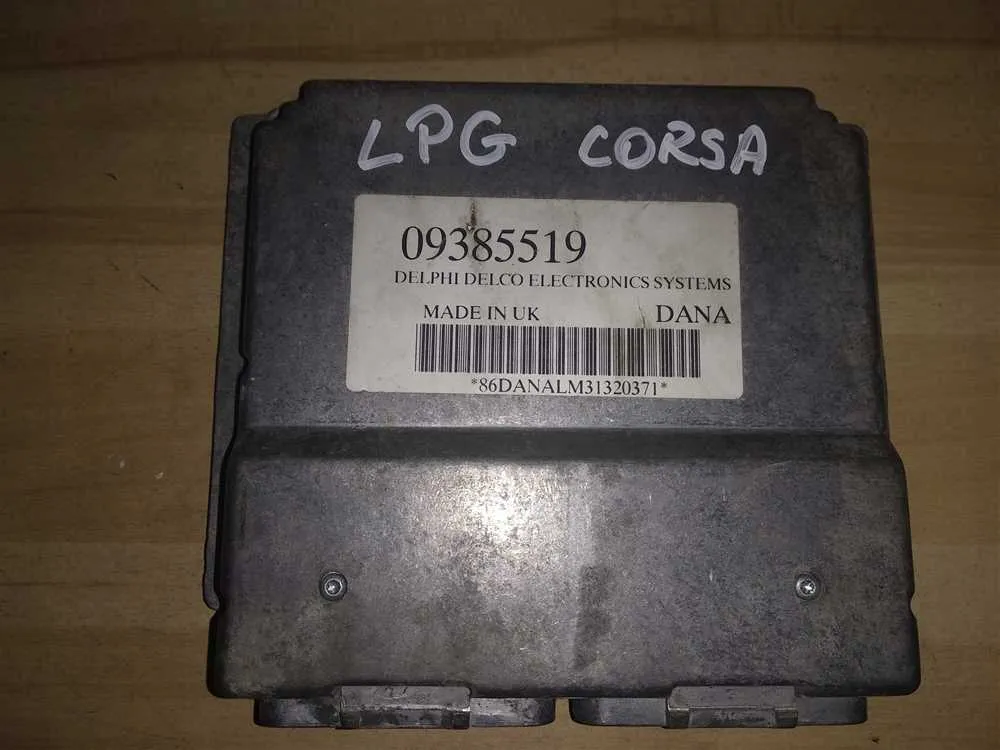 LPG CORSA
09385519
DELPHI DELCO ELECTRONICS SYSTEMS
MADE IN UK DANA
*86DANALM31320371*